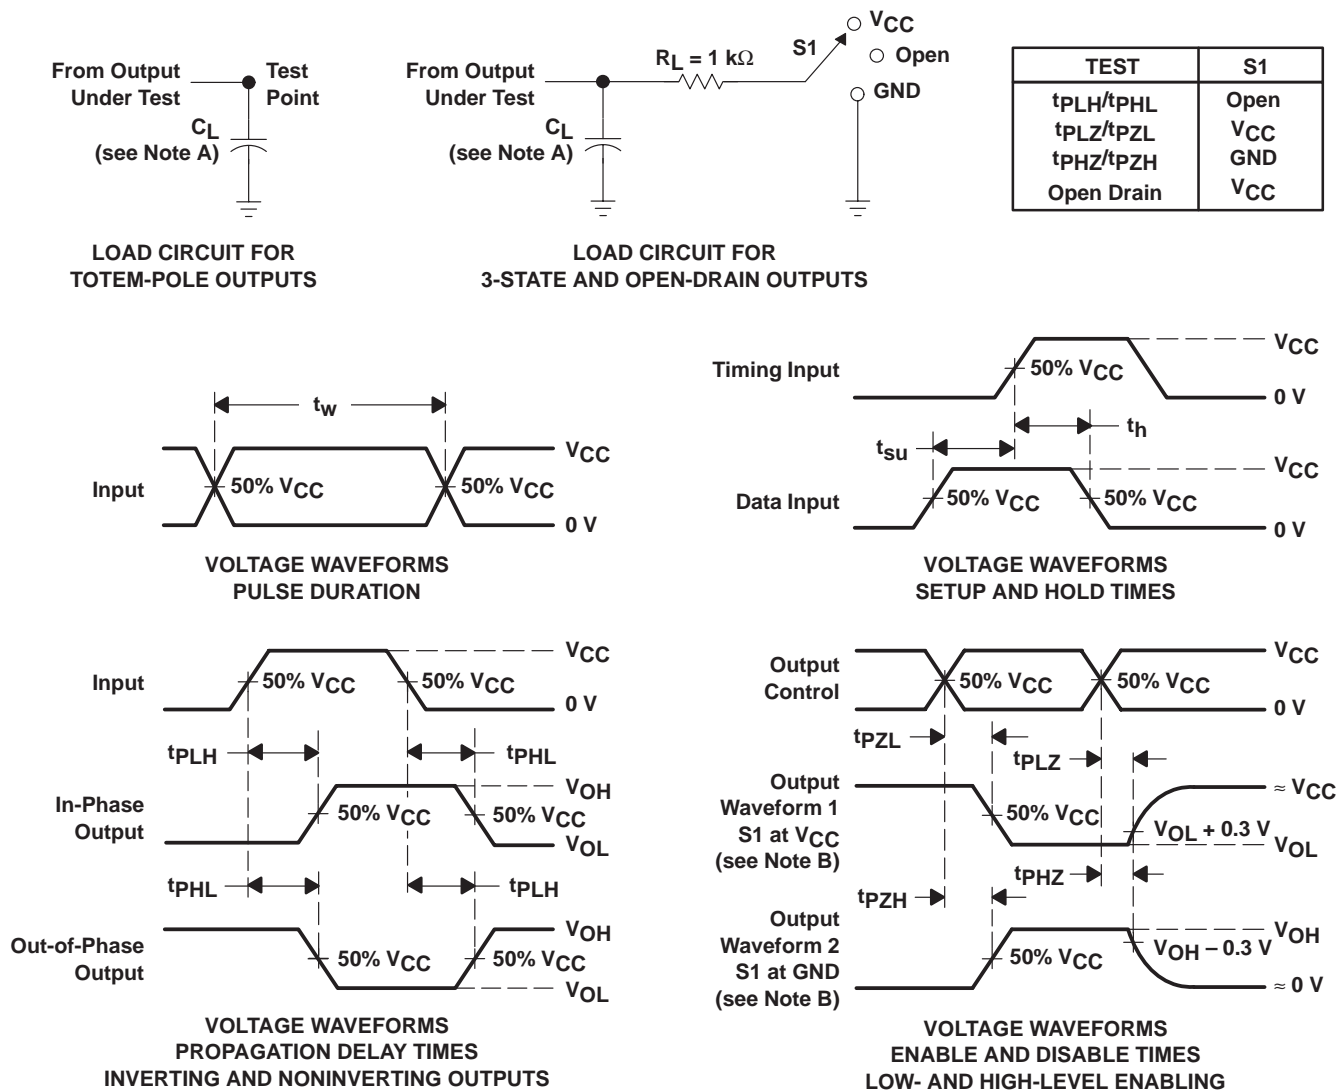 From Output
Under Test
Test
Point
CL
(see Note A)
LOAD CIRCUIT FOR
TOTEM-POLE OUTPUTS
From Output
Under Test
RL = 1 kΩ
S1
VCC
Open
GND
CL
(see Note A)
LOAD CIRCUIT FOR
3-STATE AND OPEN-DRAIN OUTPUTS
TEST S1
tPLH/tPHL Open
tPLZ/tPZL VCC
tPHZ/tPZH GND
Open Drain VCC
tw
Input
50% VCC
50% VCC
VCC
0 V
VOLTAGE WAVEFORMS
PULSE DURATION
Timing Input
50% VCC
VCC
0 V
tsu
th
Data Input
50% VCC
50% VCC
VCC
0 V
VOLTAGE WAVEFORMS
SETUP AND HOLD TIMES
Input
50% VCC
50% VCC
VCC
0 V
tPLH
tPHL
In-Phase
Output
50% VCC
50% VCC
VOH
VOL
tPHL
tPLH
Out-of-Phase
Output
50% VCC
50% VCC
VOH
VOL
VOLTAGE WAVEFORMS
PROPAGATION DELAY TIMES
INVERTING AND NONINVERTING OUTPUTS
Output
Control
50% VCC
50% VCC
VCC
0 V
tPZL
tPLZ
Output
Waveform 1
S1 at VCC
(see Note B)
50% VCC
VOL + 0.3 V
≈ VCC
VOL
tPZH
tPHZ
Output
Waveform 2
S1 at GND
(see Note B)
50% VCC
VOH − 0.3 V
VOH
≈ 0 V
VOLTAGE WAVEFORMS
ENABLE AND DISABLE TIMES
LOW- AND HIGH-LEVEL ENABLING